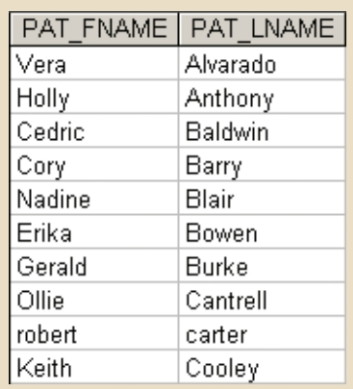 PAT_FNAME PAT_LNAME
Vera Alvarado
Holly Anthony
Cedric Baldwin
Cory Barry
Nadine Blair
Erika Bowen
Gerald Burke
Ollie Cantrell
robert carter
Keith Cooley